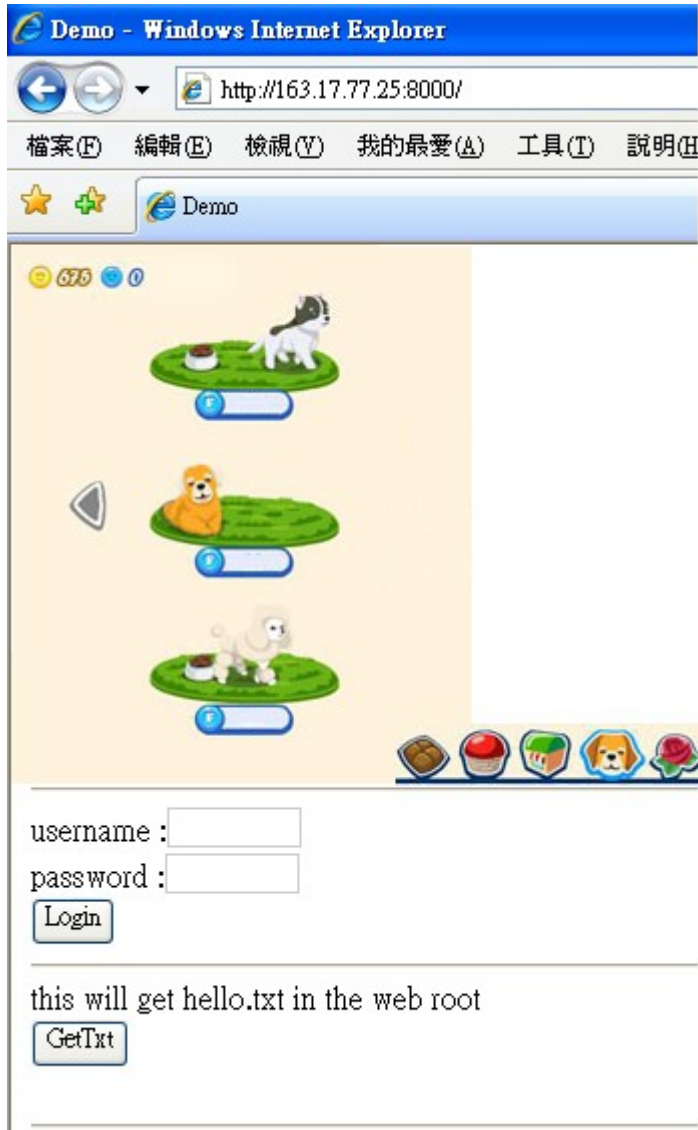 Demo - Windows Internet Explorer
http://163.17.77.25:8000/
檔案(F) 編輯(E) 檢視(V) 我的最愛(A) 工具(T) 說明(H
Demo
675 0
F
F
F
username :
password :
Login
this will get hello.txt in the web root
GetTxt